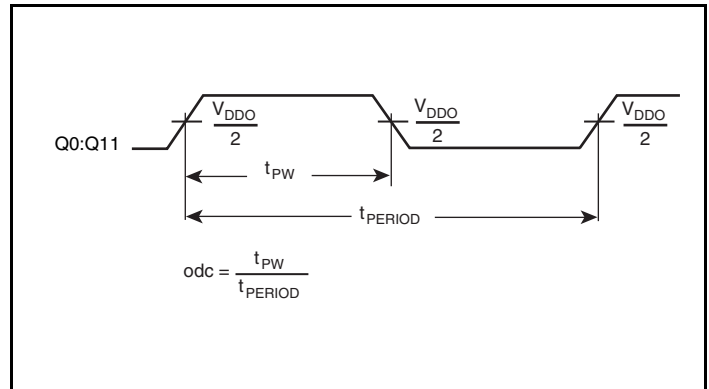 V_DDO
2
V_DDO
2
V_DDO
2
Q0:Q11
t_PW
t_PERIOD
odc = t_PW
t_PERIOD